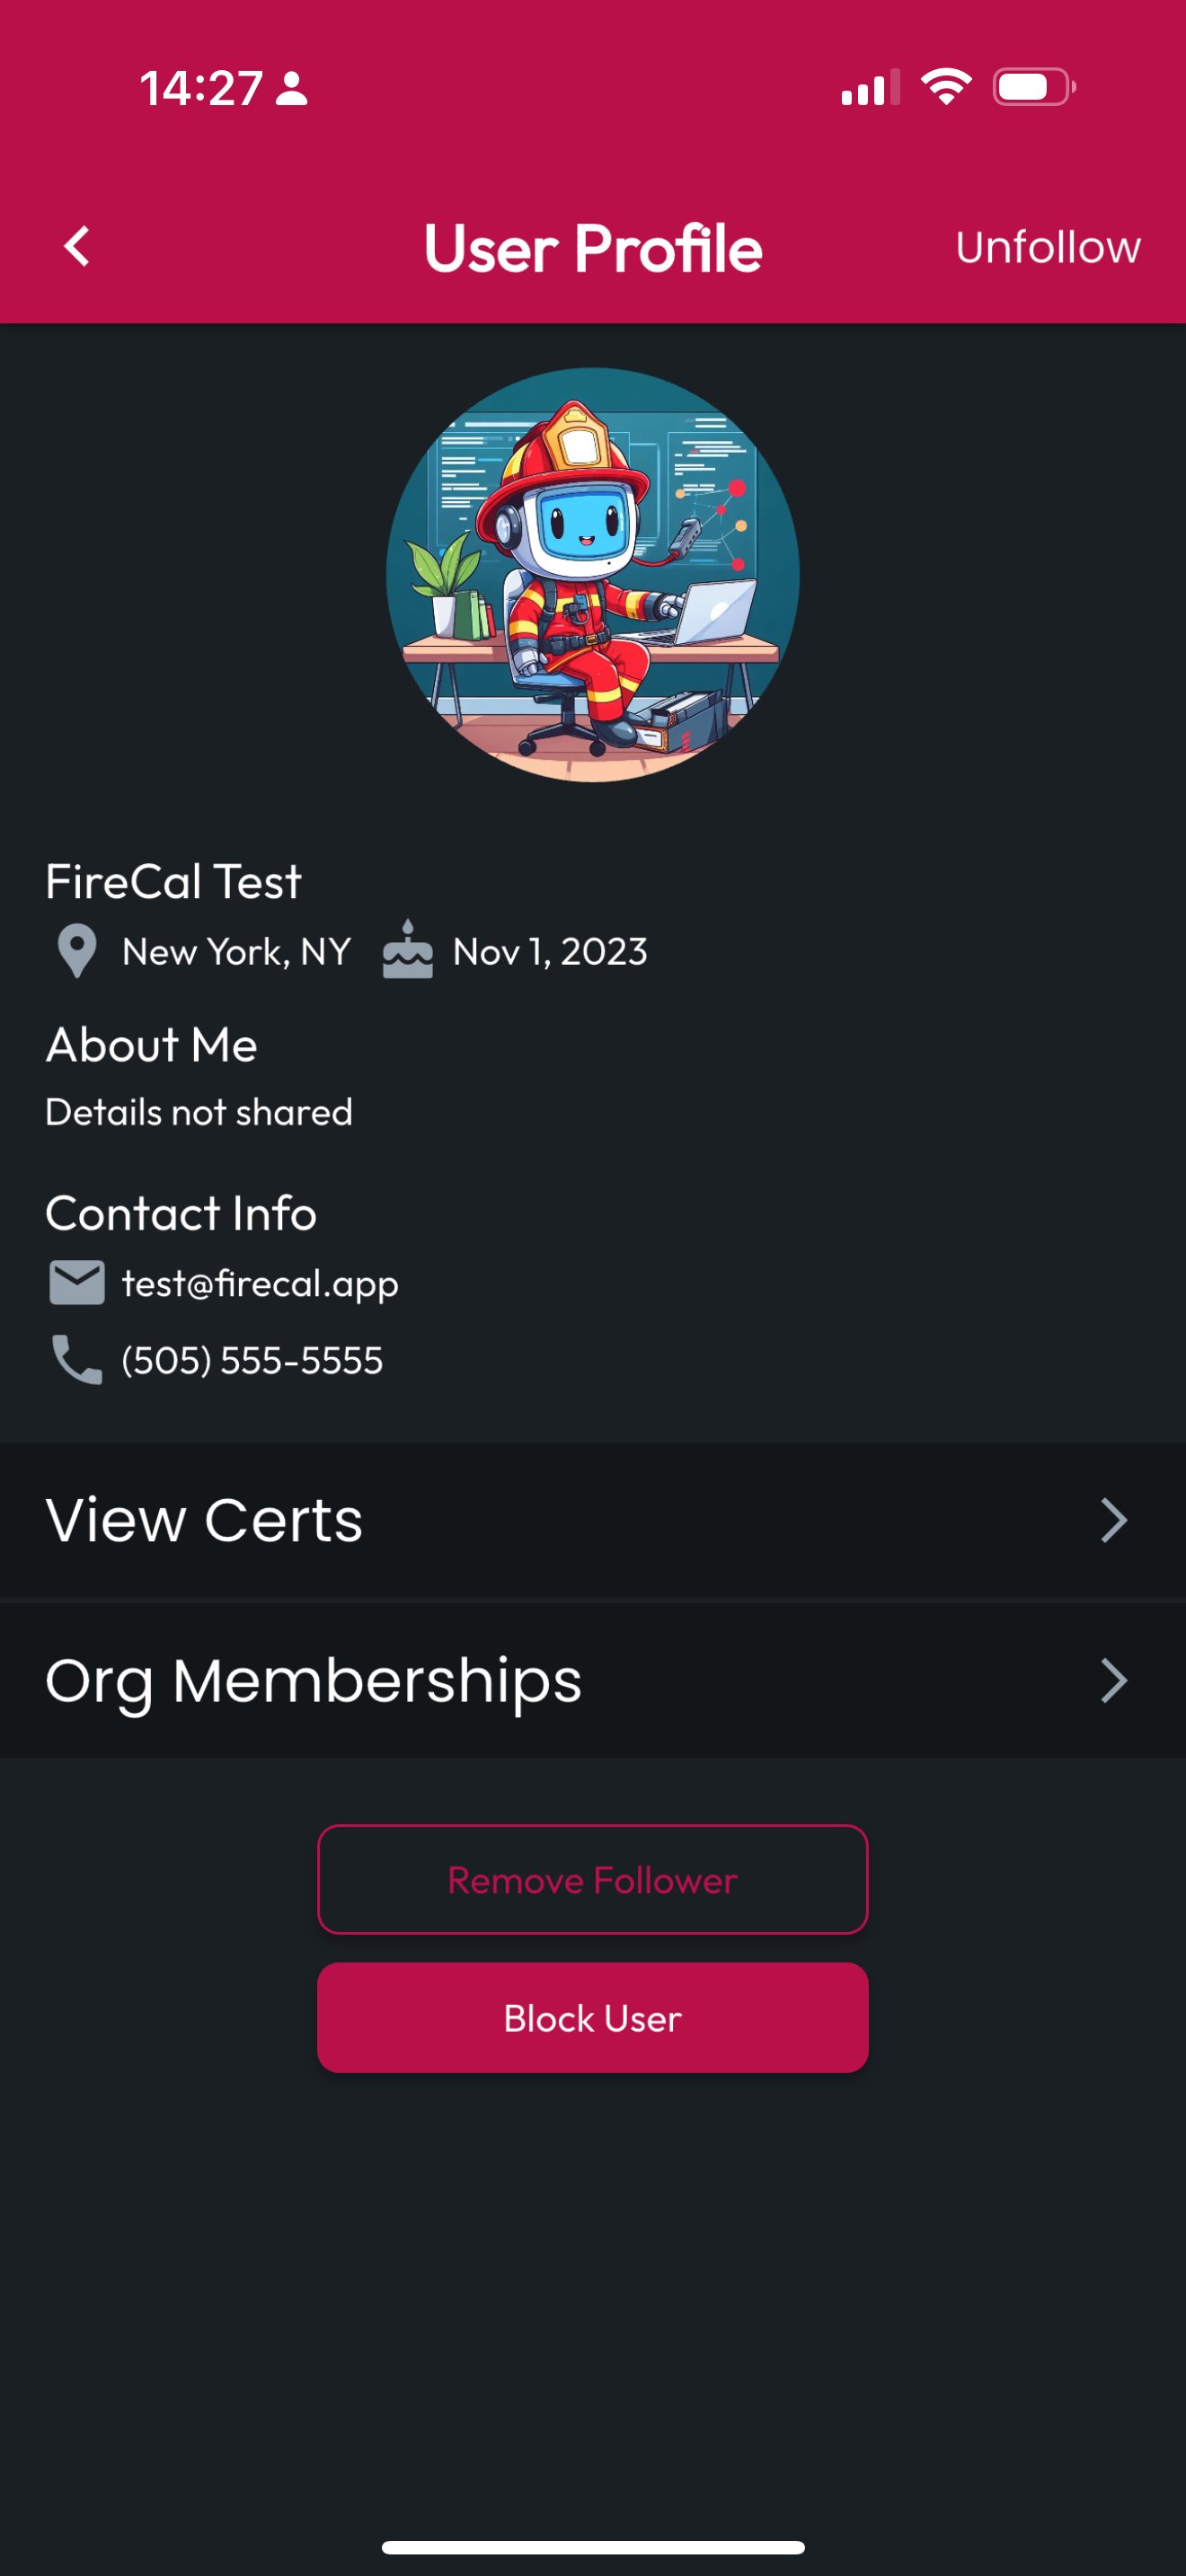 14:27
User Profile
Unfollow
FireCal Test
New York, NY
Nov 1, 2023
About Me
Details not shared
Contact Info
test@firecal.app
(505) 555-5555
View Certs
Org Memberships
Remove Follower
Block User